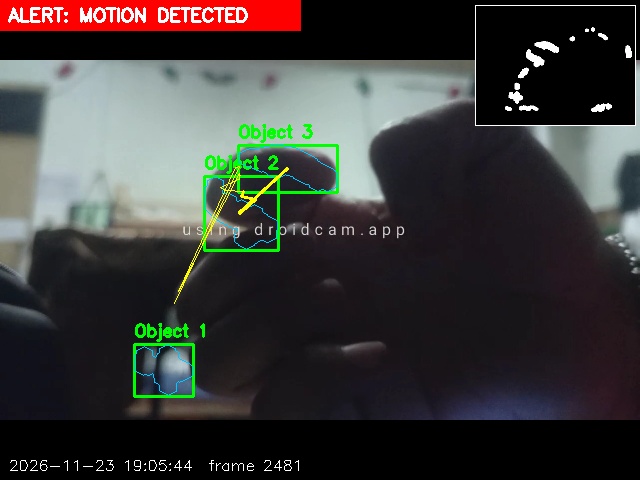 ALERT: MOTION DETECTED
Object 3
Object 2
using droidcam.app
Object 1
2026-11-23 19:05:44 frame 2481